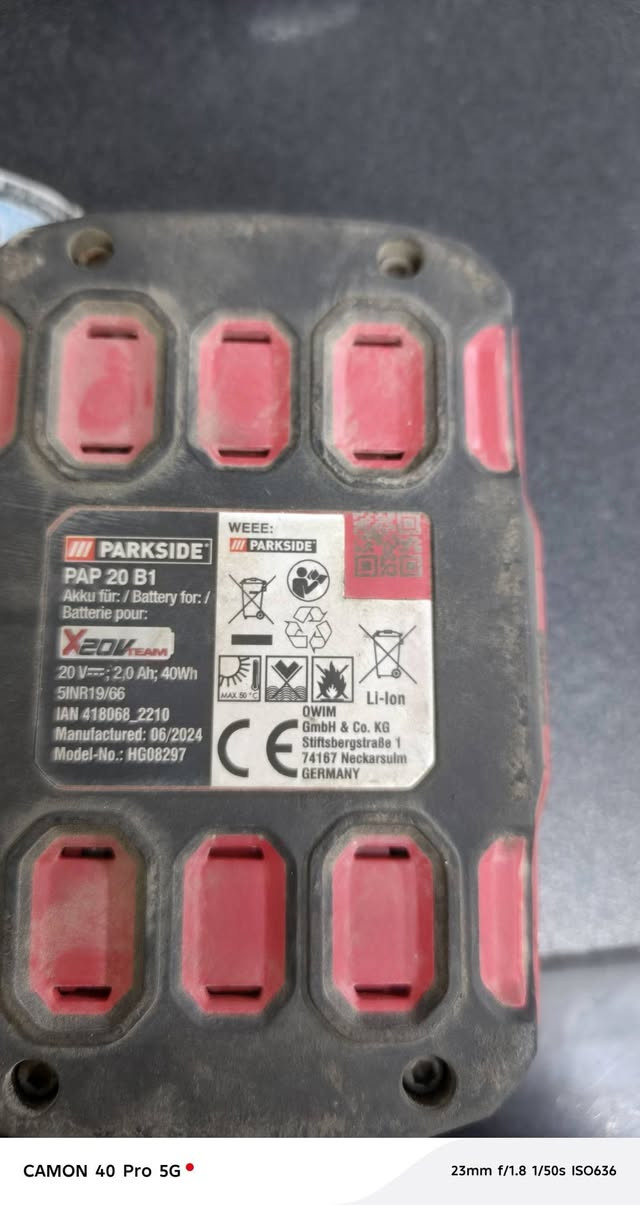 PARKSIDE®
PAP 20 B1
Akku für: / Battery for: /
Batterie pour:
X20VTEAM
20 V⎓; 2,0 Ah; 40Wh
5INR19/66
IAN 418068_2210
Manufactured: 06/2024
Model-No.: HG08297
WEEE:
PARKSIDE®
MAX. 50 °C
Li-Ion
CE
OWIM
GmbH & Co. KG
Stiftsbergstraße 1
74167 Neckarsulm
GERMANY
CAMON 40 Pro 5G
23mm f/1.8 1/50s ISO636